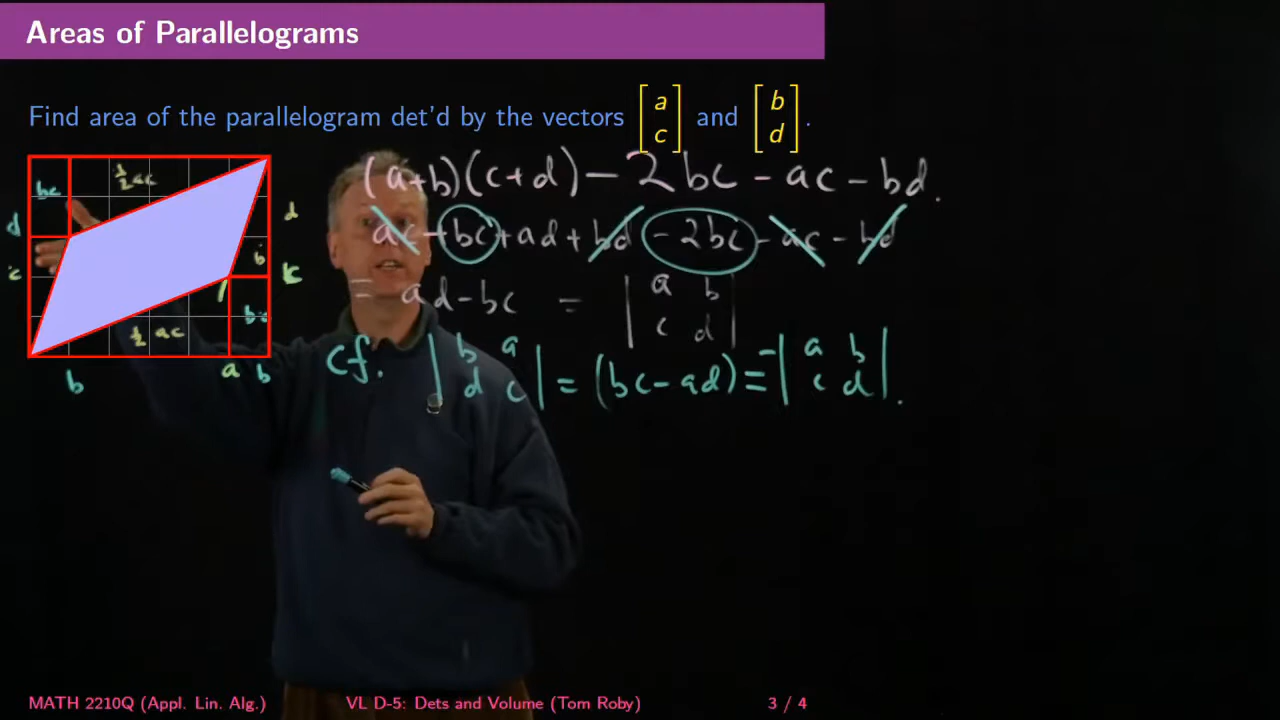 Areas of Parallelograms
Find area of the parallelogram det'd by the vectors [a c] and [b d].
(a+b)(c+d) - 2bc - ac - bd.
ac + bc + ad + bd - 2bc - ac - bd
= ad - bc = |a b|
|c d|
cf. |b a| = (bc - ad) = -|a b|.
|d c| |c d|
bc
½ac
d
d
c
b
½ ac
b
a b
MATH 2210Q (Appl. Lin. Alg.)
VL D-5: Dets and Volume (Tom Roby)
3 / 4